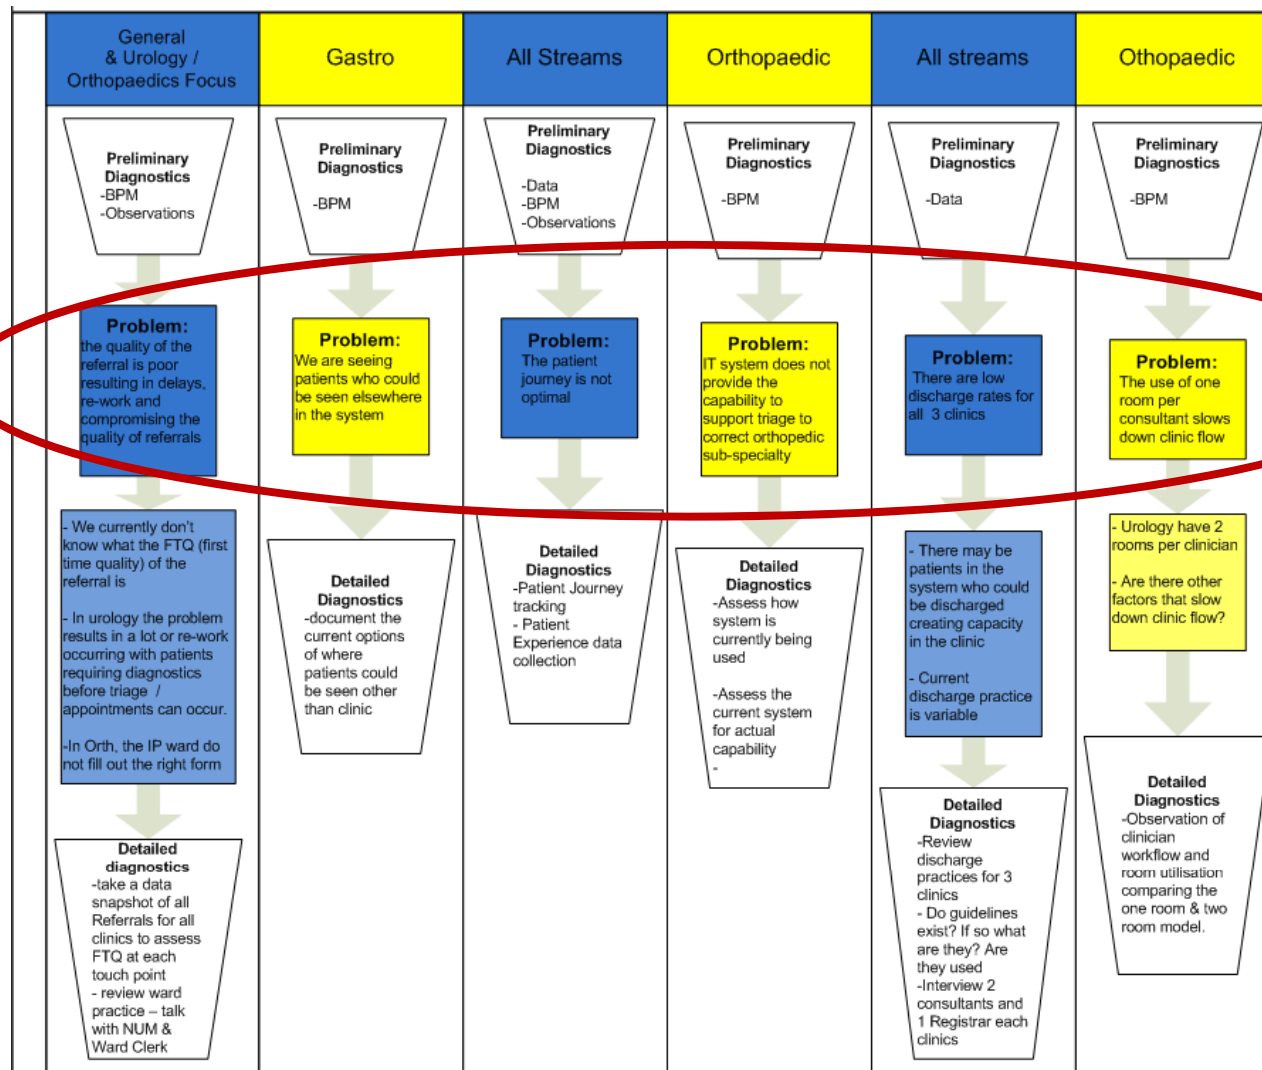 General
& Urology /
Orthopaedics Focus
Gastro
All Streams
Orthopaedic
All streams
Othopaedic
Preliminary
Diagnostics
-BPM
-Observations
Preliminary
Diagnostics
-BPM
Preliminary
Diagnostics
-Data
-BPM
-Observations
Preliminary
Diagnostics
-BPM
Preliminary
Diagnostics
-Data
Preliminary
Diagnostics
-BPM
Problem:
the quality of the
referral is poor
resulting in delays,
re-work and
compromising the
quality of referrals
Problem:
We are seeing
patients who could
be seen elsewhere
in the system
Problem:
The patient
journey is not
optimal
Problem:
IT system does not
provide the
capability to
support triage to
correct orthopedic
sub-specialty
Problem:
There are low
discharge rates for
all 3 clinics
Problem:
The use of one
room per
consultant slows
down clinic flow
- We currently don't
know what the FTQ (first
time quality) of the
referral is
- In urology the problem
results in a lot or re-work
occurring with patients
requiring diagnostics
before triage /
appointments can occur.
-In Orth, the IP ward do
not fill out the right form
Detailed
diagnostics
-take a data
snapshot of all
Referrals for all
clinics to assess
FTQ at each
touch point
- review ward
practice – talk
with NUM &
Ward Clerk
Detailed
Diagnostics
-document the
current options
of where
patients could
be seen other
than clinic
Detailed
Diagnostics
-Patient Journey
tracking
- Patient
Experience data
collection
Detailed
Diagnostics
-Assess how
system is
currently being
used
-Assess the
current system
for actual
capability
-
- There may be
patients in the
system who could
be discharged
creating capacity
in the clinic
- Current
discharge practice
is variable
Detailed
Diagnostics
-Review
discharge
practices for 3
clinics
- Do guidelines
exist? If so what
are they? Are
they used
-Interview 2
consultants and
1 Registrar each
clinics
- Urology have 2
rooms per clinician
- Are there other
factors that slow
down clinic flow?
Detailed
Diagnostics
-Observation of
clinician
workflow and
room utilisation
comparing the
one room & two
room model.